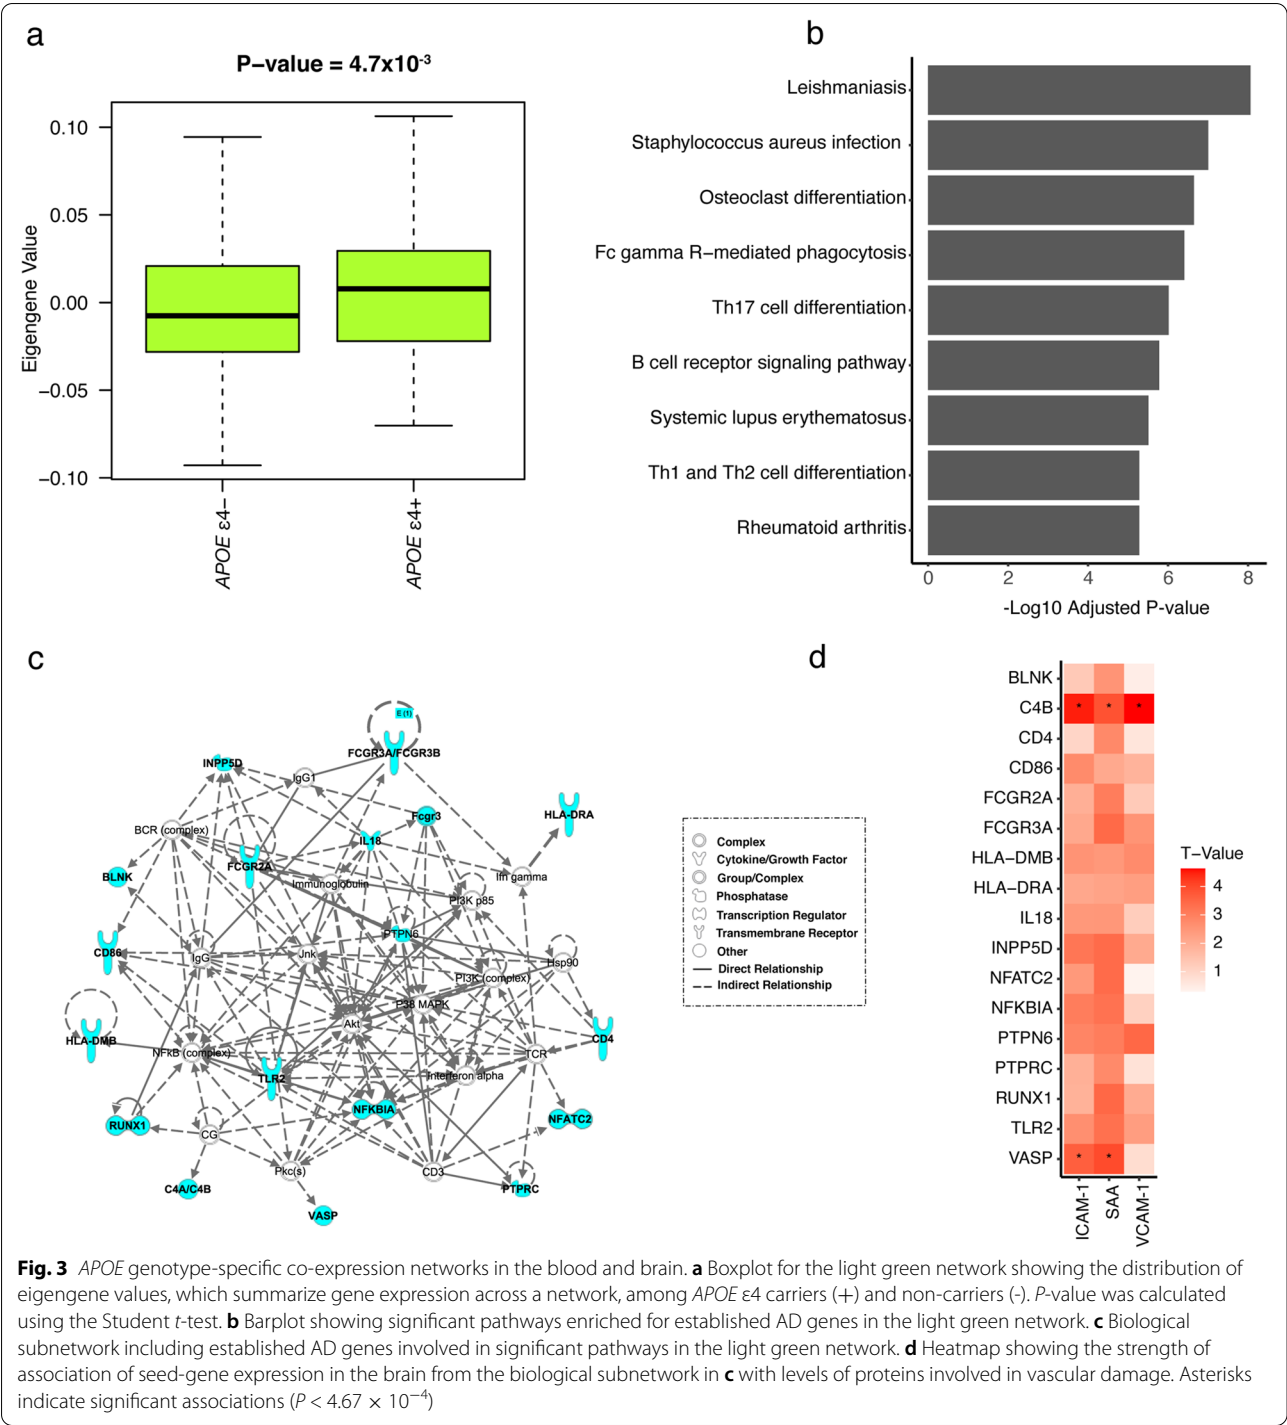 a
P−value = 4.7x10-3
Eigengene Value
0.10
0.05
0.00
−0.05
−0.10
APOE ε4−
APOE ε4+
b
Leishmaniasis
Staphylococcus aureus infection
Osteoclast differentiation
Fc gamma R−mediated phagocytosis
Th17 cell differentiation
B cell receptor signaling pathway
Systemic lupus erythematosus
Th1 and Th2 cell differentiation
Rheumatoid arthritis
0 2 4 6 8
-Log10 Adjusted P-value
c
E (1)
FCGR3A/FCGR3B
INPP5D
IgG1
Fcgr3
HLA-DRA
BCR (complex)
IL18
FCGR2A
BLNK
Immunoglobulin
Ifn gamma
PI3K p85
PTPN6
CD86
IgG
Jnk
Hsp90
PI3K (complex)
P38 MAPK
Akt
HLA-DMB
CD4
NFkB (complex)
TCR
TLR2
Interferon alpha
NFKBIA
RUNX1
NFATC2
CG
Pkc(s)
CD3
C4A/C4B
PTPRC
VASP
Complex
Cytokine/Growth Factor
Group/Complex
Phosphatase
Transcription Regulator
Transmembrane Receptor
Other
Direct Relationship
Indirect Relationship
d
BLNK
C4B * * *
CD4
CD86
FCGR2A
FCGR3A
HLA−DMB
HLA−DRA
IL18
INPP5D
NFATC2
NFKBIA
PTPN6
PTPRC
RUNX1
TLR2
VASP * *
ICAM-1
SAA
VCAM-1
T−Value
4
3
2
1
Fig. 3 APOE genotype-specific co-expression networks in the blood and brain. a Boxplot for the light green network showing the distribution of
eigengene values, which summarize gene expression across a network, among APOE ε4 carriers (+) and non-carriers (-). P-value was calculated
using the Student t-test. b Barplot showing significant pathways enriched for established AD genes in the light green network. c Biological
subnetwork including established AD genes involved in significant pathways in the light green network. d Heatmap showing the strength of
association of seed-gene expression in the brain from the biological subnetwork in c with levels of proteins involved in vascular damage. Asterisks
indicate significant associations (P < 4.67 × 10−4)